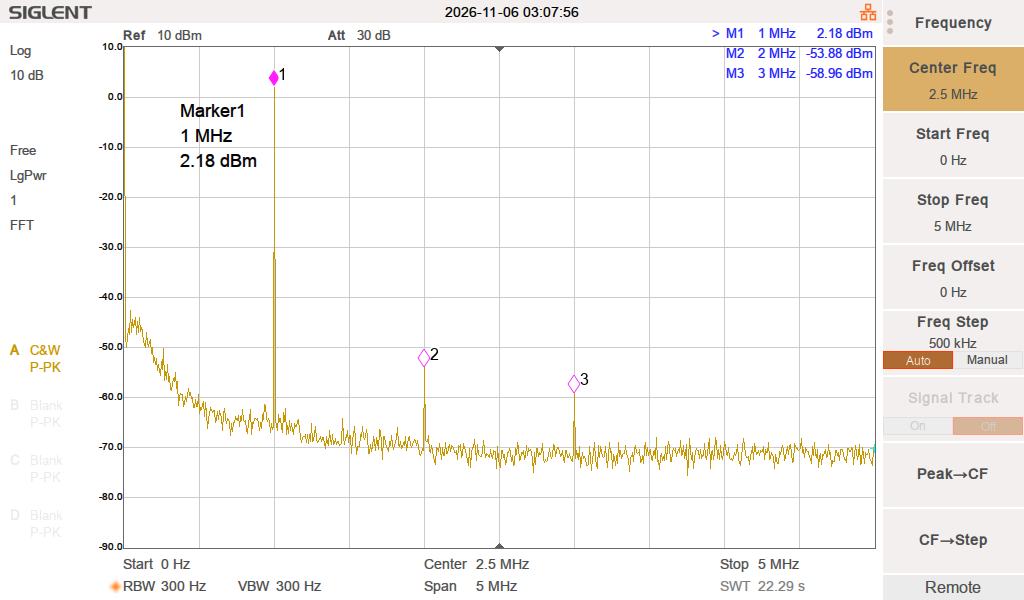 SIGLENT
2026-11-06 03:07:56
Ref 10 dBm
Att 30 dB
> M1 1 MHz 2.18 dBm
M2 2 MHz -53.88 dBm
M3 3 MHz -58.96 dBm
Log
10 dB
Free
LgPwr
1
FFT
A C&W
P-PK
B Blank
P-PK
C Blank
P-PK
D Blank
P-PK
10.0
0.0
-10.0
-20.0
-30.0
-40.0
-50.0
-60.0
-70.0
-80.0
-90.0
1
Marker1
1 MHz
2.18 dBm
2
3
Start 0 Hz
Center 2.5 MHz
Stop 5 MHz
RBW 300 Hz
VBW 300 Hz
Span 5 MHz
SWT 22.29 s
Frequency
Center Freq
2.5 MHz
Start Freq
0 Hz
Stop Freq
5 MHz
Freq Offset
0 Hz
Freq Step
500 kHz
Auto Manual
Signal Track
On Off
Peak→CF
CF→Step
Remote